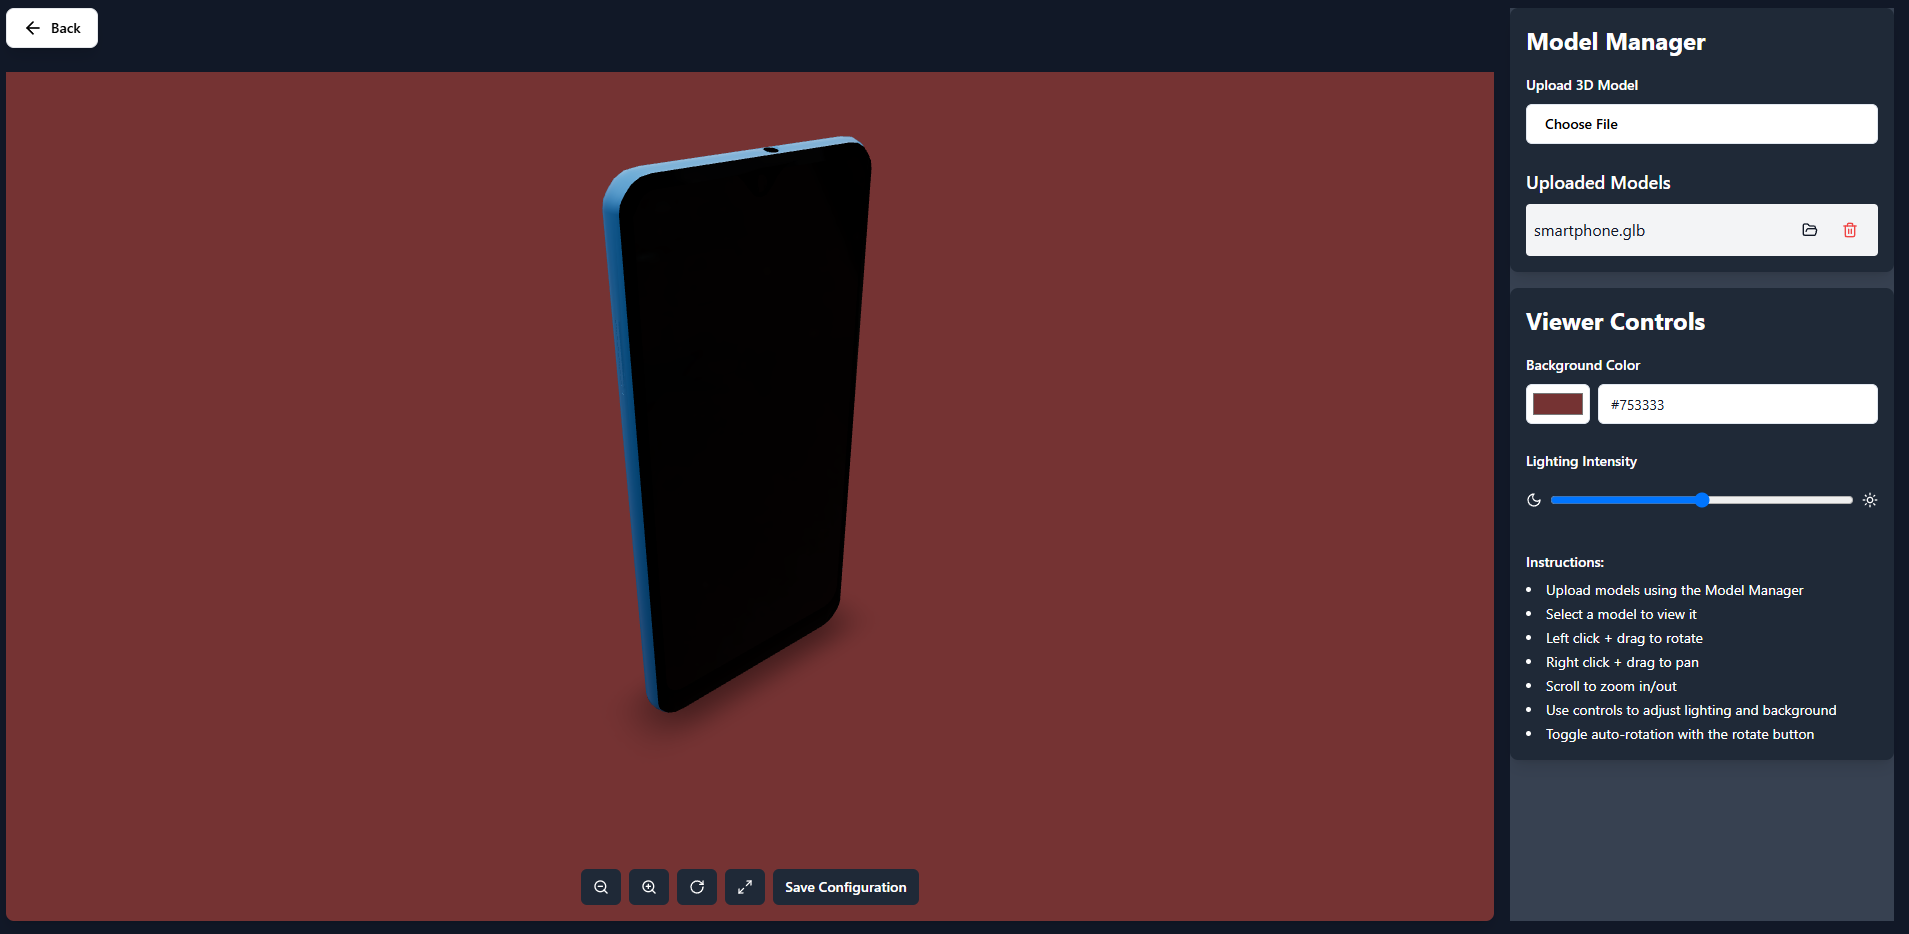 Back
Model Manager
Upload 3D Model
Choose File
Uploaded Models
smartphone.glb
Viewer Controls
Background Color
#753333
Lighting Intensity
Instructions:
Upload models using the Model Manager
Select a model to view it
Left click + drag to rotate
Right click + drag to pan
Scroll to zoom in/out
Use controls to adjust lighting and background
Toggle auto-rotation with the rotate button
Save Configuration